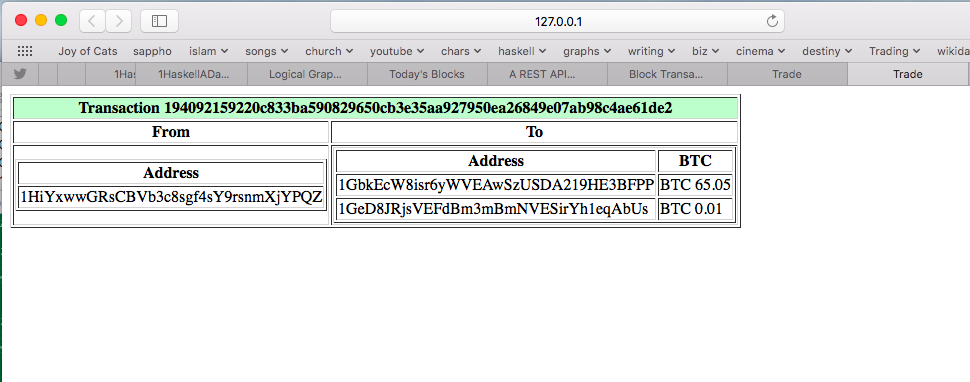 127.0.0.1
Joy of Cats sappho islam songs church youtube chars haskell graphs writing biz cinema destiny Trading wikida
1Has 1HaskellADa... Logical Grap... Today's Blocks A REST API... Block Transa... Trade Trade
Transaction 194092159220c833ba590829650cb3e35aa927950ea26849e07ab98c4ae61de2
From To
Address BTC
Address
1GbkEcW8isr6yWVEAwSzUSDA219HE3BFPP BTC 65.05
1HiYxwwGRsCBVb3c8sgf4sY9rsnmXjYPQZ
1GeD8JRjsVEFdBm3mBmNVESirYh1eqAbUs BTC 0.01